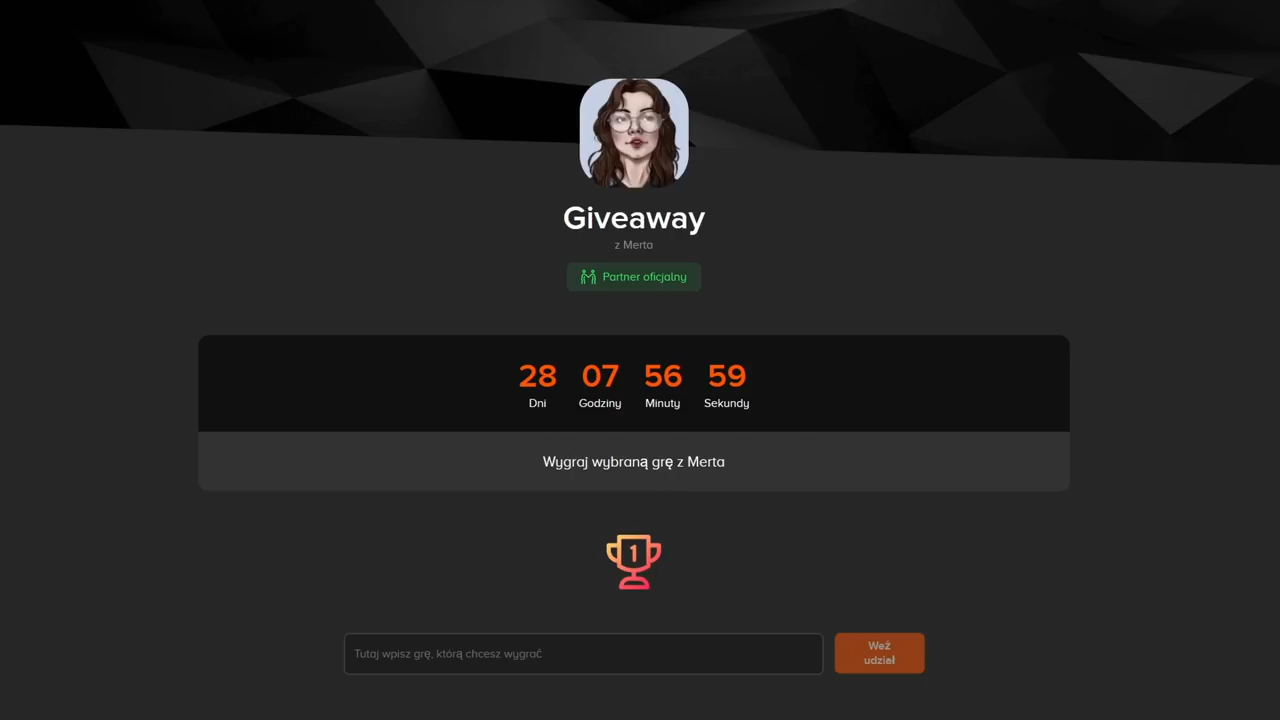 Giveaway
z Merta
Partner oficjalny
28 07 56 59
Dni Godziny Minuty Sekundy
Wygraj wybraną grę z Merta
1
Tutaj wpisz grę, którą chcesz wygrać
Weź
udział